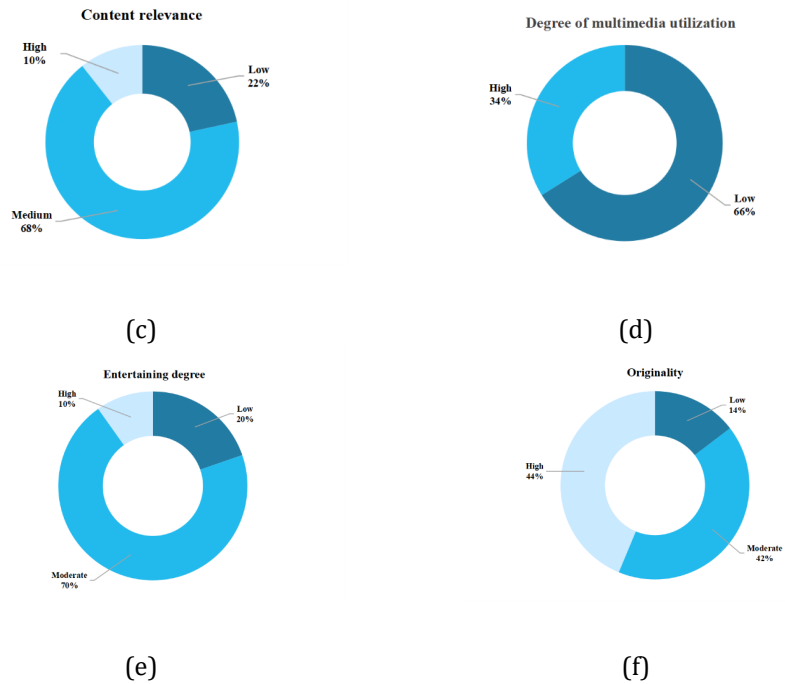 Content relevance
High
10%
Low
22%
Medium
68%
(c)
Degree of multimedia utilization
High
34%
Low
66%
(d)
Entertaining degree
High
10%
Low
20%
Moderate
70%
(e)
Originality
Low
14%
High
44%
Moderate
42%
(f)